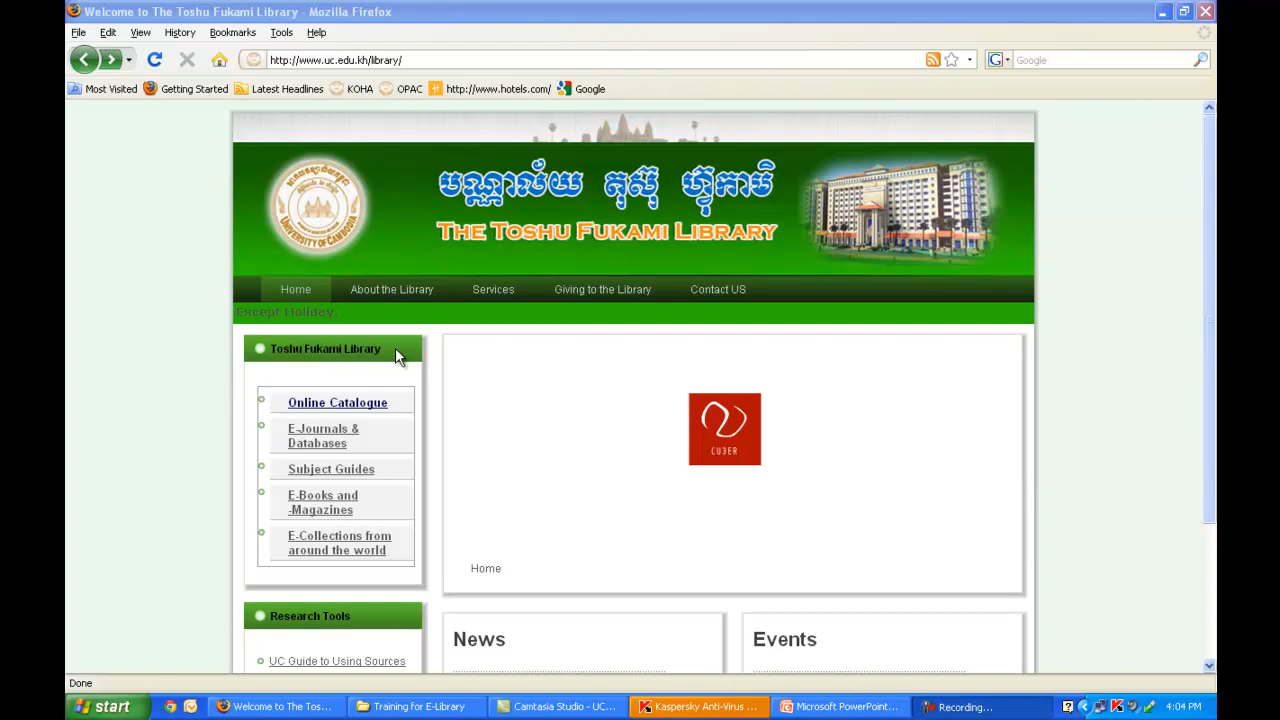 Welcome to The Toshu Fukami Library - Mozilla Firefox
File Edit View History Bookmarks Tools Help
http://www.uc.edu.kh/library/
Google
Most Visited Getting Started Latest Headlines KOHA OPAC http://www.hotels.com/ Google
បណ្ណាល័យ តុស៊ុ ហ៊្វុកាមិ
THE TOSHU FUKAMI LIBRARY
UNIVERSITY OF CAMBODIA
Home About the Library Services Giving to the Library Contact US
Except Holiday..
Toshu Fukami Library
Online Catalogue
E-Journals &
Databases
Subject Guides
E-Books and
-Magazines
E-Collections from
around the world
CU3ER
Home
Research Tools
UC Guide to Using Sources
News
Events
Done
start Welcome to The Tos... Training for E-Library Camtasia Studio - UC... Kaspersky Anti-Virus ... Microsoft PowerPoint... Recording... 4:04 PM